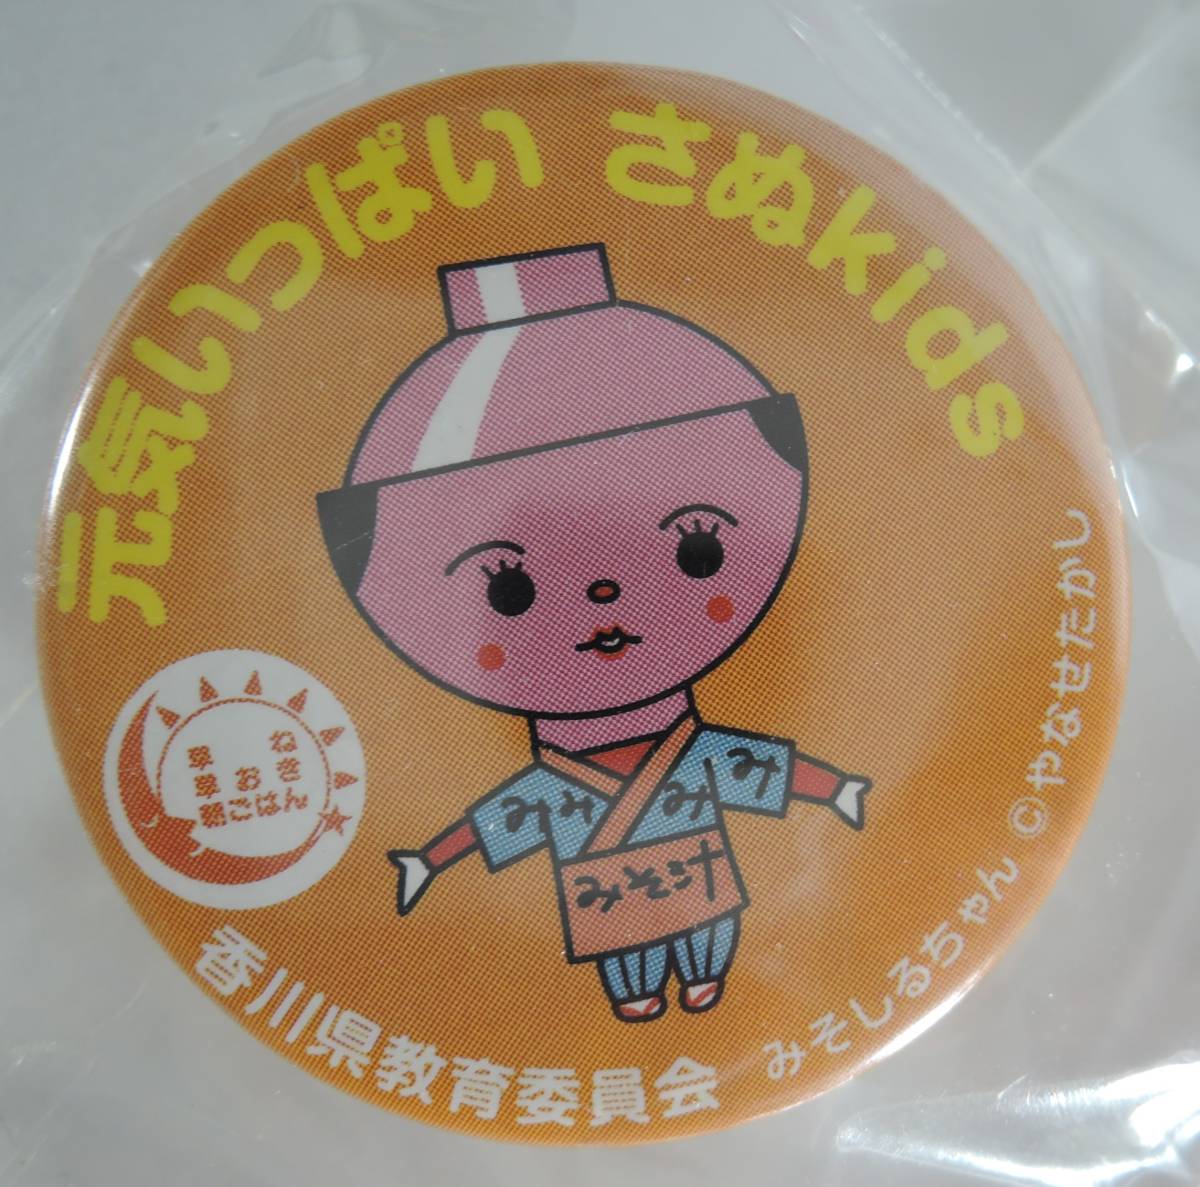 元気いっぱい さぬkids
早ね
早おき
朝ごはん
み み み み
みそ汁
香川県教育委員会
みそしるちゃん ©やなせたかし